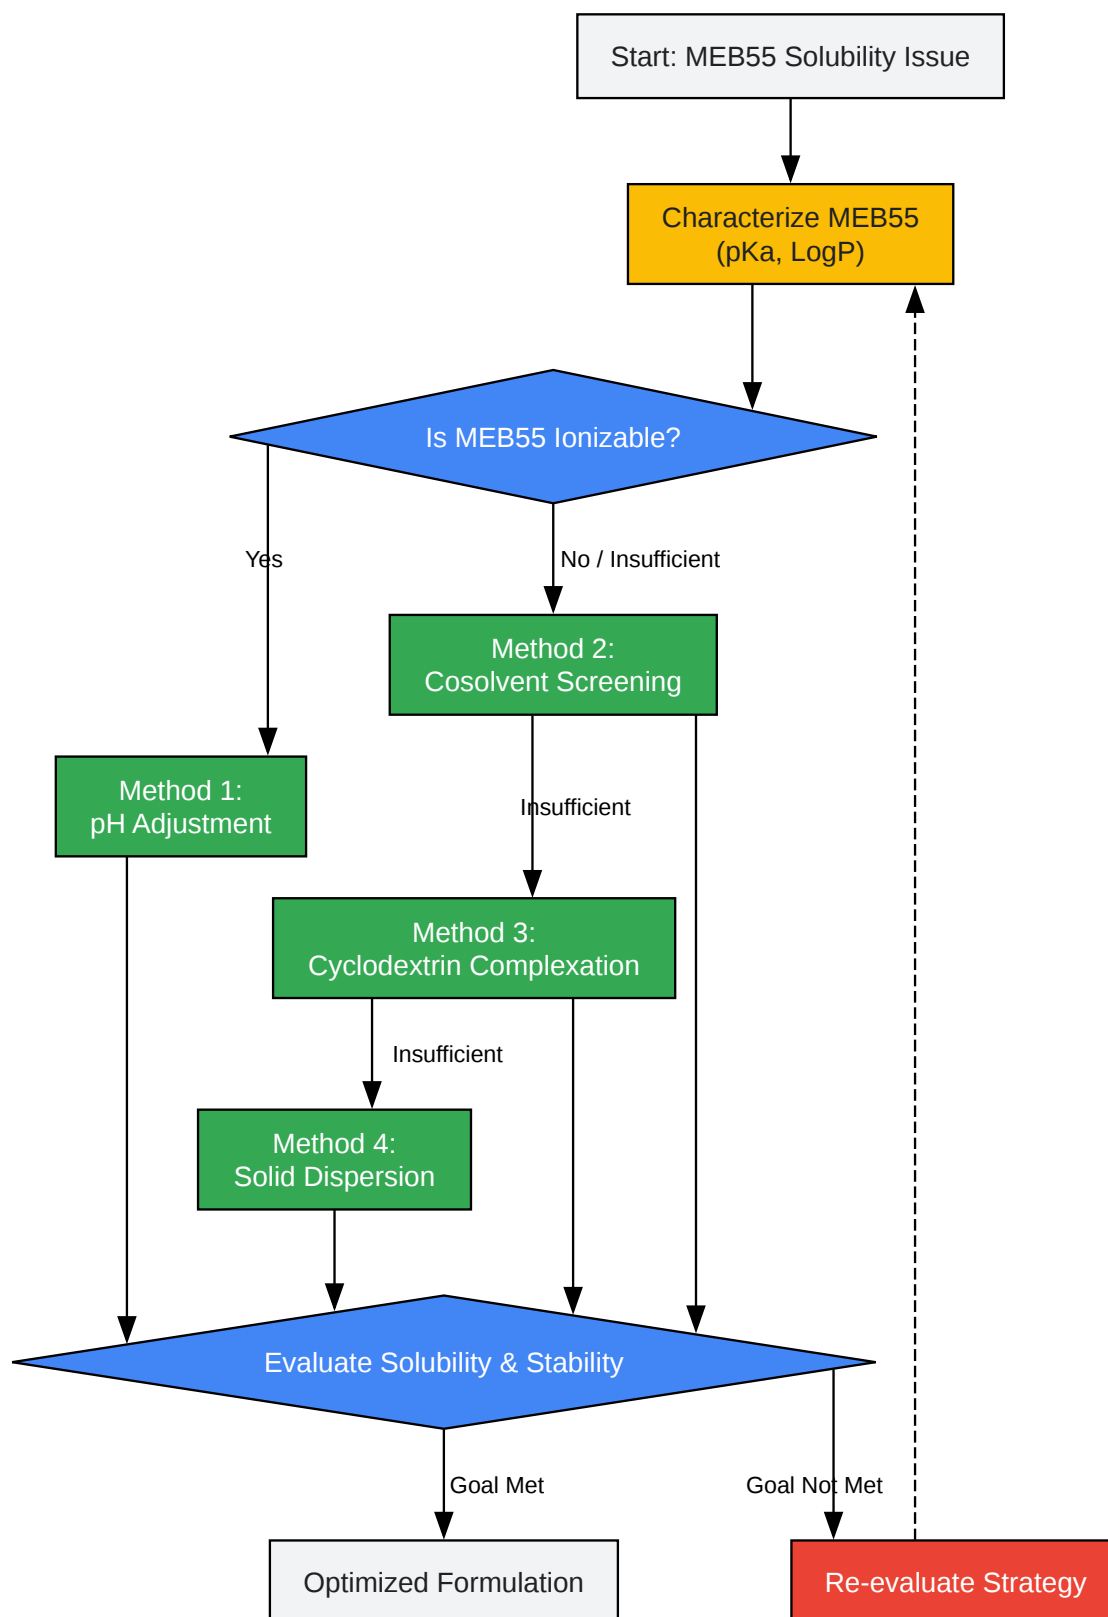 Start: MEB55 Solubility Issue
Characterize MEB55
(pKa, LogP)
Is MEB55 Ionizable?
Yes
No / Insufficient
Method 2:
Cosolvent Screening
Method 1:
pH Adjustment
Insufficient
Method 3:
Cyclodextrin Complexation
Insufficient
Method 4:
Solid Dispersion
Evaluate Solubility & Stability
Goal Met
Goal Not Met
Optimized Formulation
Re-evaluate Strategy